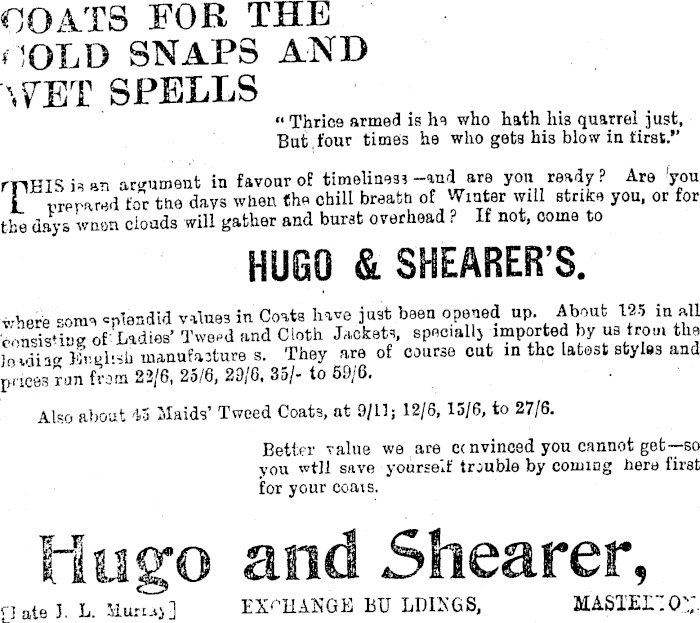 COATS FOR THE
COLD SNAPS AND
WET SPELLS
“Thrice armed is he who hath his quarrel just,
But four times he who gets his blow in first.”
THIS is an argument in favour of timeliness—and are you ready? Are you
prepared for the days when the chill breath of Winter will strike you, or for
the days when clouds will gather and burst overhead? If not, come to
HUGO & SHEARER'S.
where some splendid values in Coats have just been opened up. About 125 in all
consisting of Ladies' Tweed and Cloth Jackets, specially imported by us from the
leading English manufacture s. They are of course cut in the latest styles and
prices run from 22/6, 25/6, 29/6, 35/- to 59/6.
Also about 45 Maids' Tweed Coats, at 9/11; 12/6, 15/6, to 27/6.
Better value we are convinced you cannot get—so
you will save yourself trouble by coming here first
for your coats.
Hugo and Shearer,
[Late J. L. Murray] EXCHANGE BU LDINGS, MASTERTON.